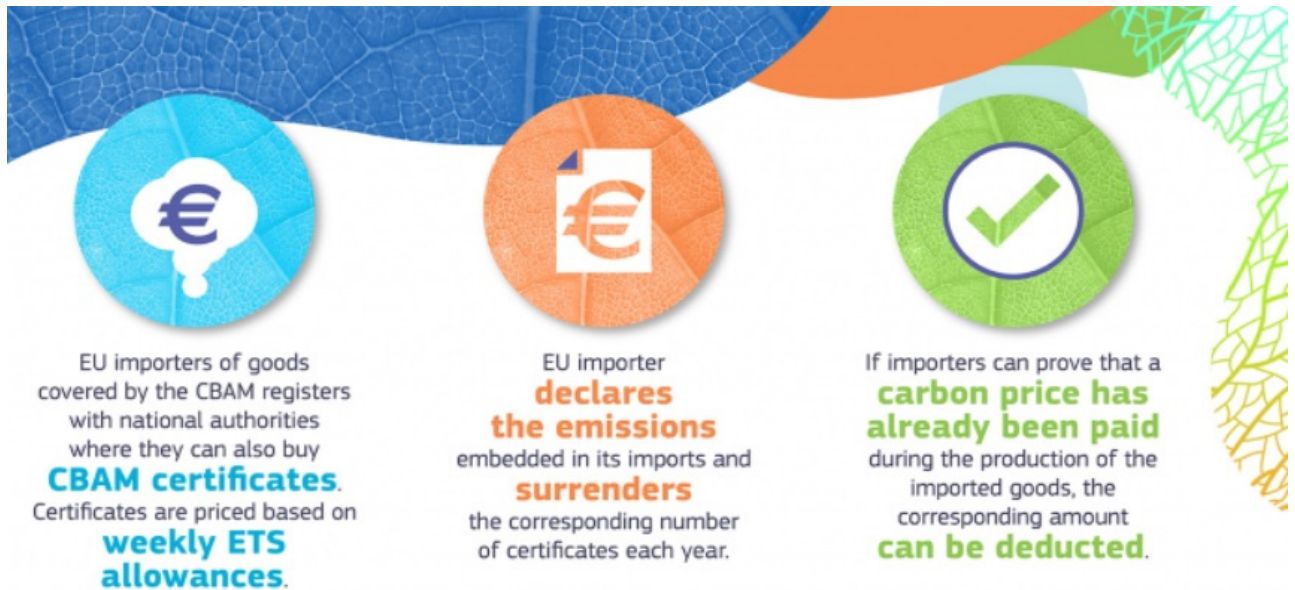 EU importers of goods
covered by the CBAM registers
with national authorities
where they can also buy
CBAM certificates.
Certificates are priced based on
weekly ETS
allowances.
EU importer
declares
the emissions
embedded in its imports and
surrenders
the corresponding number
of certificates each year.
If importers can prove that a
carbon price has
already been paid
during the production of the
imported goods, the
corresponding amount
can be deducted.